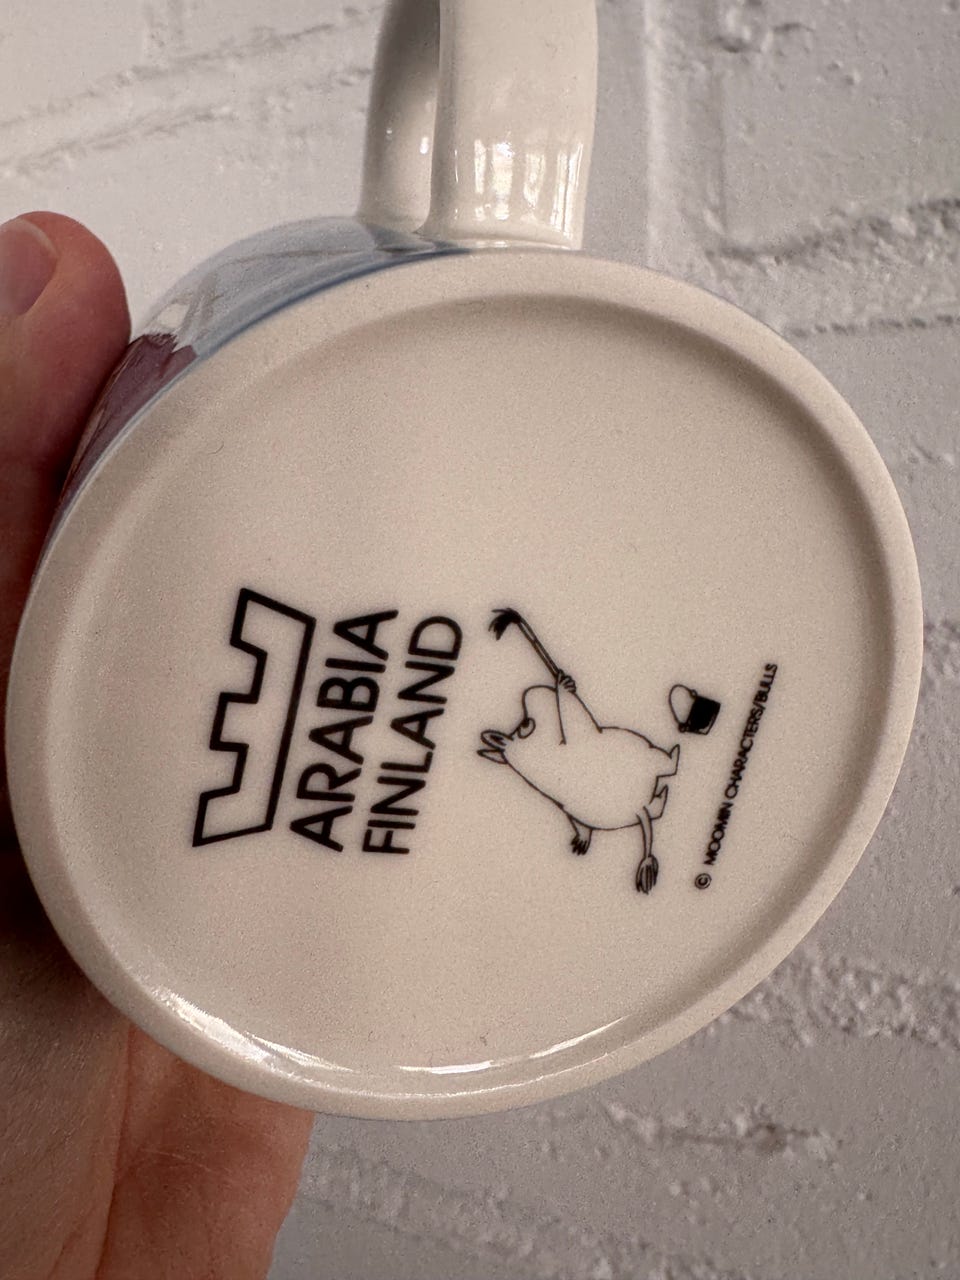 ARABIA
FINLAND
© MOOMIN CHARACTERS/BULLS